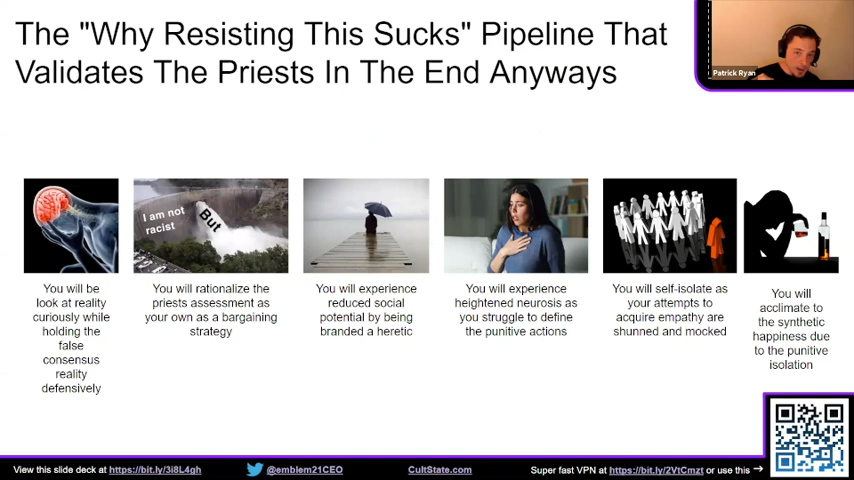 The "Why Resisting This Sucks" Pipeline That
Validates The Priests In The End Anyways
Patrick Ryan
I am not
racist
But
You will be
look at reality
curiously while
holding the
false
consensus
reality
defensively
You will rationalize the
priests assessment as
your own as a bargaining
strategy
You will experience
reduced social
potential by being
branded a heretic
You will experience
heightened neurosis as
you struggle to define
the punitive actions
You will self-isolate as
your attempts to
acquire empathy are
shunned and mocked
You will
acclimate to
the synthetic
happiness due
to the punitive
isolation
View this slide deck at https://bit.ly/3i8L4gh
@emblem21CEO
CultState.com
Super fast VPN at https://bit.ly/2VtCmzt or use this →